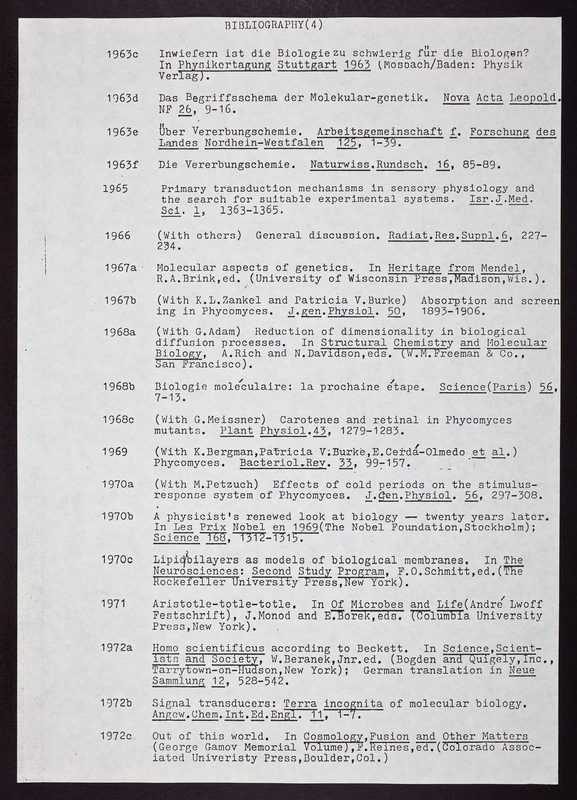 BIBLIOGRAPHY(4)
1963c Inwiefern ist die Biologie zu schwierig für die Biologen?
In Physikertagung Stuttgart 1963 (Mosbach/Baden: Physik
Verlag).
1963d Das Begriffsschema der Molekular-genetik. Nova Acta Leopold.
NF 26, 9-16.
1963e Über Vererbungschemie. Arbeitsgemeinschaft f. Forschung des
Landes Nordhein-Westfalen 125, 1-39.
1963f Die Vererbungschemie. Naturwiss.Rundsch. 16, 85-89.
1965 Primary transduction mechanisms in sensory physiology and
the search for suitable experimental systems. Isr.J.Med.
Sci. 1, 1363-1365.
1966 (With others) General discussion. Radiat.Res.Suppl.6, 227-
234.
1967a Molecular aspects of genetics. In Heritage from Mendel,
R.A.Brink,ed. (University of Wisconsin Press,Madison,Wis.).
1967b (With K.L.Zankel and Patricia V.Burke) Absorption and screen
ing in Phycomyces. J.gen.Physiol. 50, 1893-1906.
1968a (With G.Adam) Reduction of dimensionality in biological
diffusion processes. In Structural Chemistry and Molecular
Biology, A.Rich and N.Davidson,eds. (W.M.Freeman & Co.,
San Francisco).
1968b Biologie moléculaire: la prochaine étape. Science(Paris) 56,
7-13.
1968c (With G.Meissner) Carotenes and retinal in Phycomyces
mutants. Plant Physiol.43, 1279-1283.
1969 (With K.Bergman,Patricia V.Burke,E.Cerdá-Olmedo et al.)
Phycomyces. Bacteriol.Rev. 33, 99-157.
1970a (With M.Petzuch) Effects of cold periods on the stimulus-
response system of Phycomyces. J.Gen.Physiol. 56, 297-308.
1970b A physicist's renewed look at biology — twenty years later.
In Les Prix Nobel en 1969(The Nobel Foundation,Stockholm);
Science 168, 1312-1315.
1970c Lipid bilayers as models of biological membranes. In The
Neurosciences: Second Study Program, F.O.Schmitt,ed.(The
Rockefeller University Press,New York).
1971 Aristotle-totle-totle. In Of Microbes and Life(André Lwoff
Festschrift), J.Monod and E.Borek,eds. (Columbia University
Press,New York).
1972a Homo scientificus according to Beckett. In Science,Scient-
ists and Society, W.Beranek,Jnr.ed. (Bogden and Quigely,Inc.,
Tarrytown-on-Hudson,New York); German translation in Neue
Sammlung 12, 528-542.
1972b Signal transducers: Terra incognita of molecular biology.
Angew.Chem.Int.Ed.Engl. 11, 1-7.
1972c Out of this world. In Cosmology,Fusion and Other Matters
(George Gamov Memorial Volume),F.Reines,ed.(Colorado Assoc-
iated Univeristy Press,Boulder,Col.)